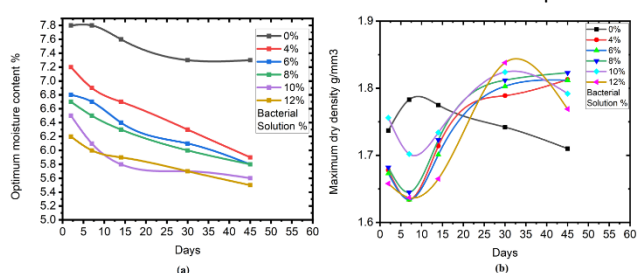 Optimum moisture content %
8.0
7.8
7.6
7.4
7.2
7.0
6.8
6.6
6.4
6.2
6.0
5.8
5.6
5.4
5.2
5.0
0 5 10 15 20 25 30 35 40 45 50 55 60
Days
0%
4%
6%
8%
10%
12%
Bacterial
Solution %
(a)
Maximum dry density g/mm3
1.9
1.8
1.7
1.6
0 5 10 15 20 25 30 35 40 45 50 55 60
Days
0%
4%
6%
8%
10%
12%
Bacterial
Solution %
(b)